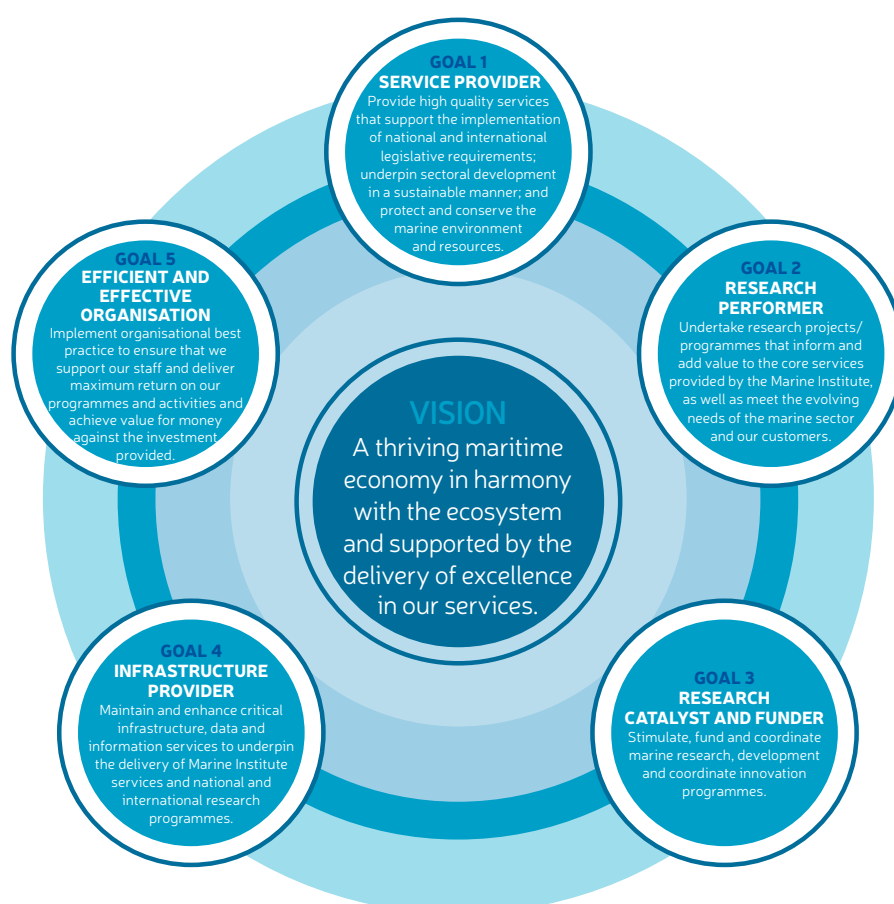 GOAL 1
SERVICE PROVIDER
Provide high quality services
that support the implementation
of national and international
legislative requirements;
underpin sectoral development
in a sustainable manner; and
protect and conserve the
marine environment
and resources.
GOAL 2
RESEARCH
PERFORMER
Undertake research projects/
programmes that inform and
add value to the core services
provided by the Marine Institute,
as well as meet the evolving
needs of the marine sector
and our customers.
GOAL 3
RESEARCH
CATALYST AND FUNDER
Stimulate, fund and coordinate
marine research, development
and coordinate innovation
programmes.
GOAL 4
INFRASTRUCTURE
PROVIDER
Maintain and enhance critical
infrastructure, data and
information services to underpin
the delivery of Marine Institute
services and national and
international research
programmes.
GOAL 5
EFFICIENT AND
EFFECTIVE
ORGANISATION
Implement organisational best
practice to ensure that we
support our staff and deliver
maximum return on our
programmes and activities and
achieve value for money
against the investment
provided.
VISION
A thriving maritime
economy in harmony
with the ecosystem
and supported by the
delivery of excellence
in our services.